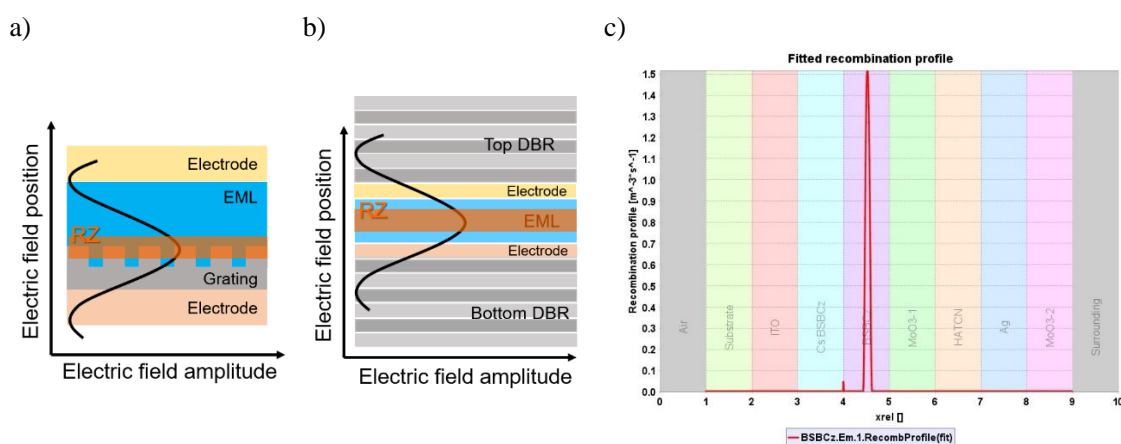 a)
Electric field position
Electrode
EML
RZ
Grating
Electrode
Electric field amplitude
b)
Electric field position
Top DBR
Electrode
RZ
EML
Electrode
Bottom DBR
Electric field amplitude
c)
Fitted recombination profile
Recombination profile [m^-3*s^-1]
1.5
1.4
1.3
1.2
1.1
1.0
0.9
0.8
0.7
0.6
0.5
0.4
0.3
0.2
0.1
0.0
Air
Substrate
ITO
Cs:BSBCz
BSBCz
MoO3-1
HATCN
Ag
MoO3-2
Surrounding
0 1 2 3 4 5 6 7 8 9 10
xrel []
BSBCz.Em.1.RecombProfile(fit)